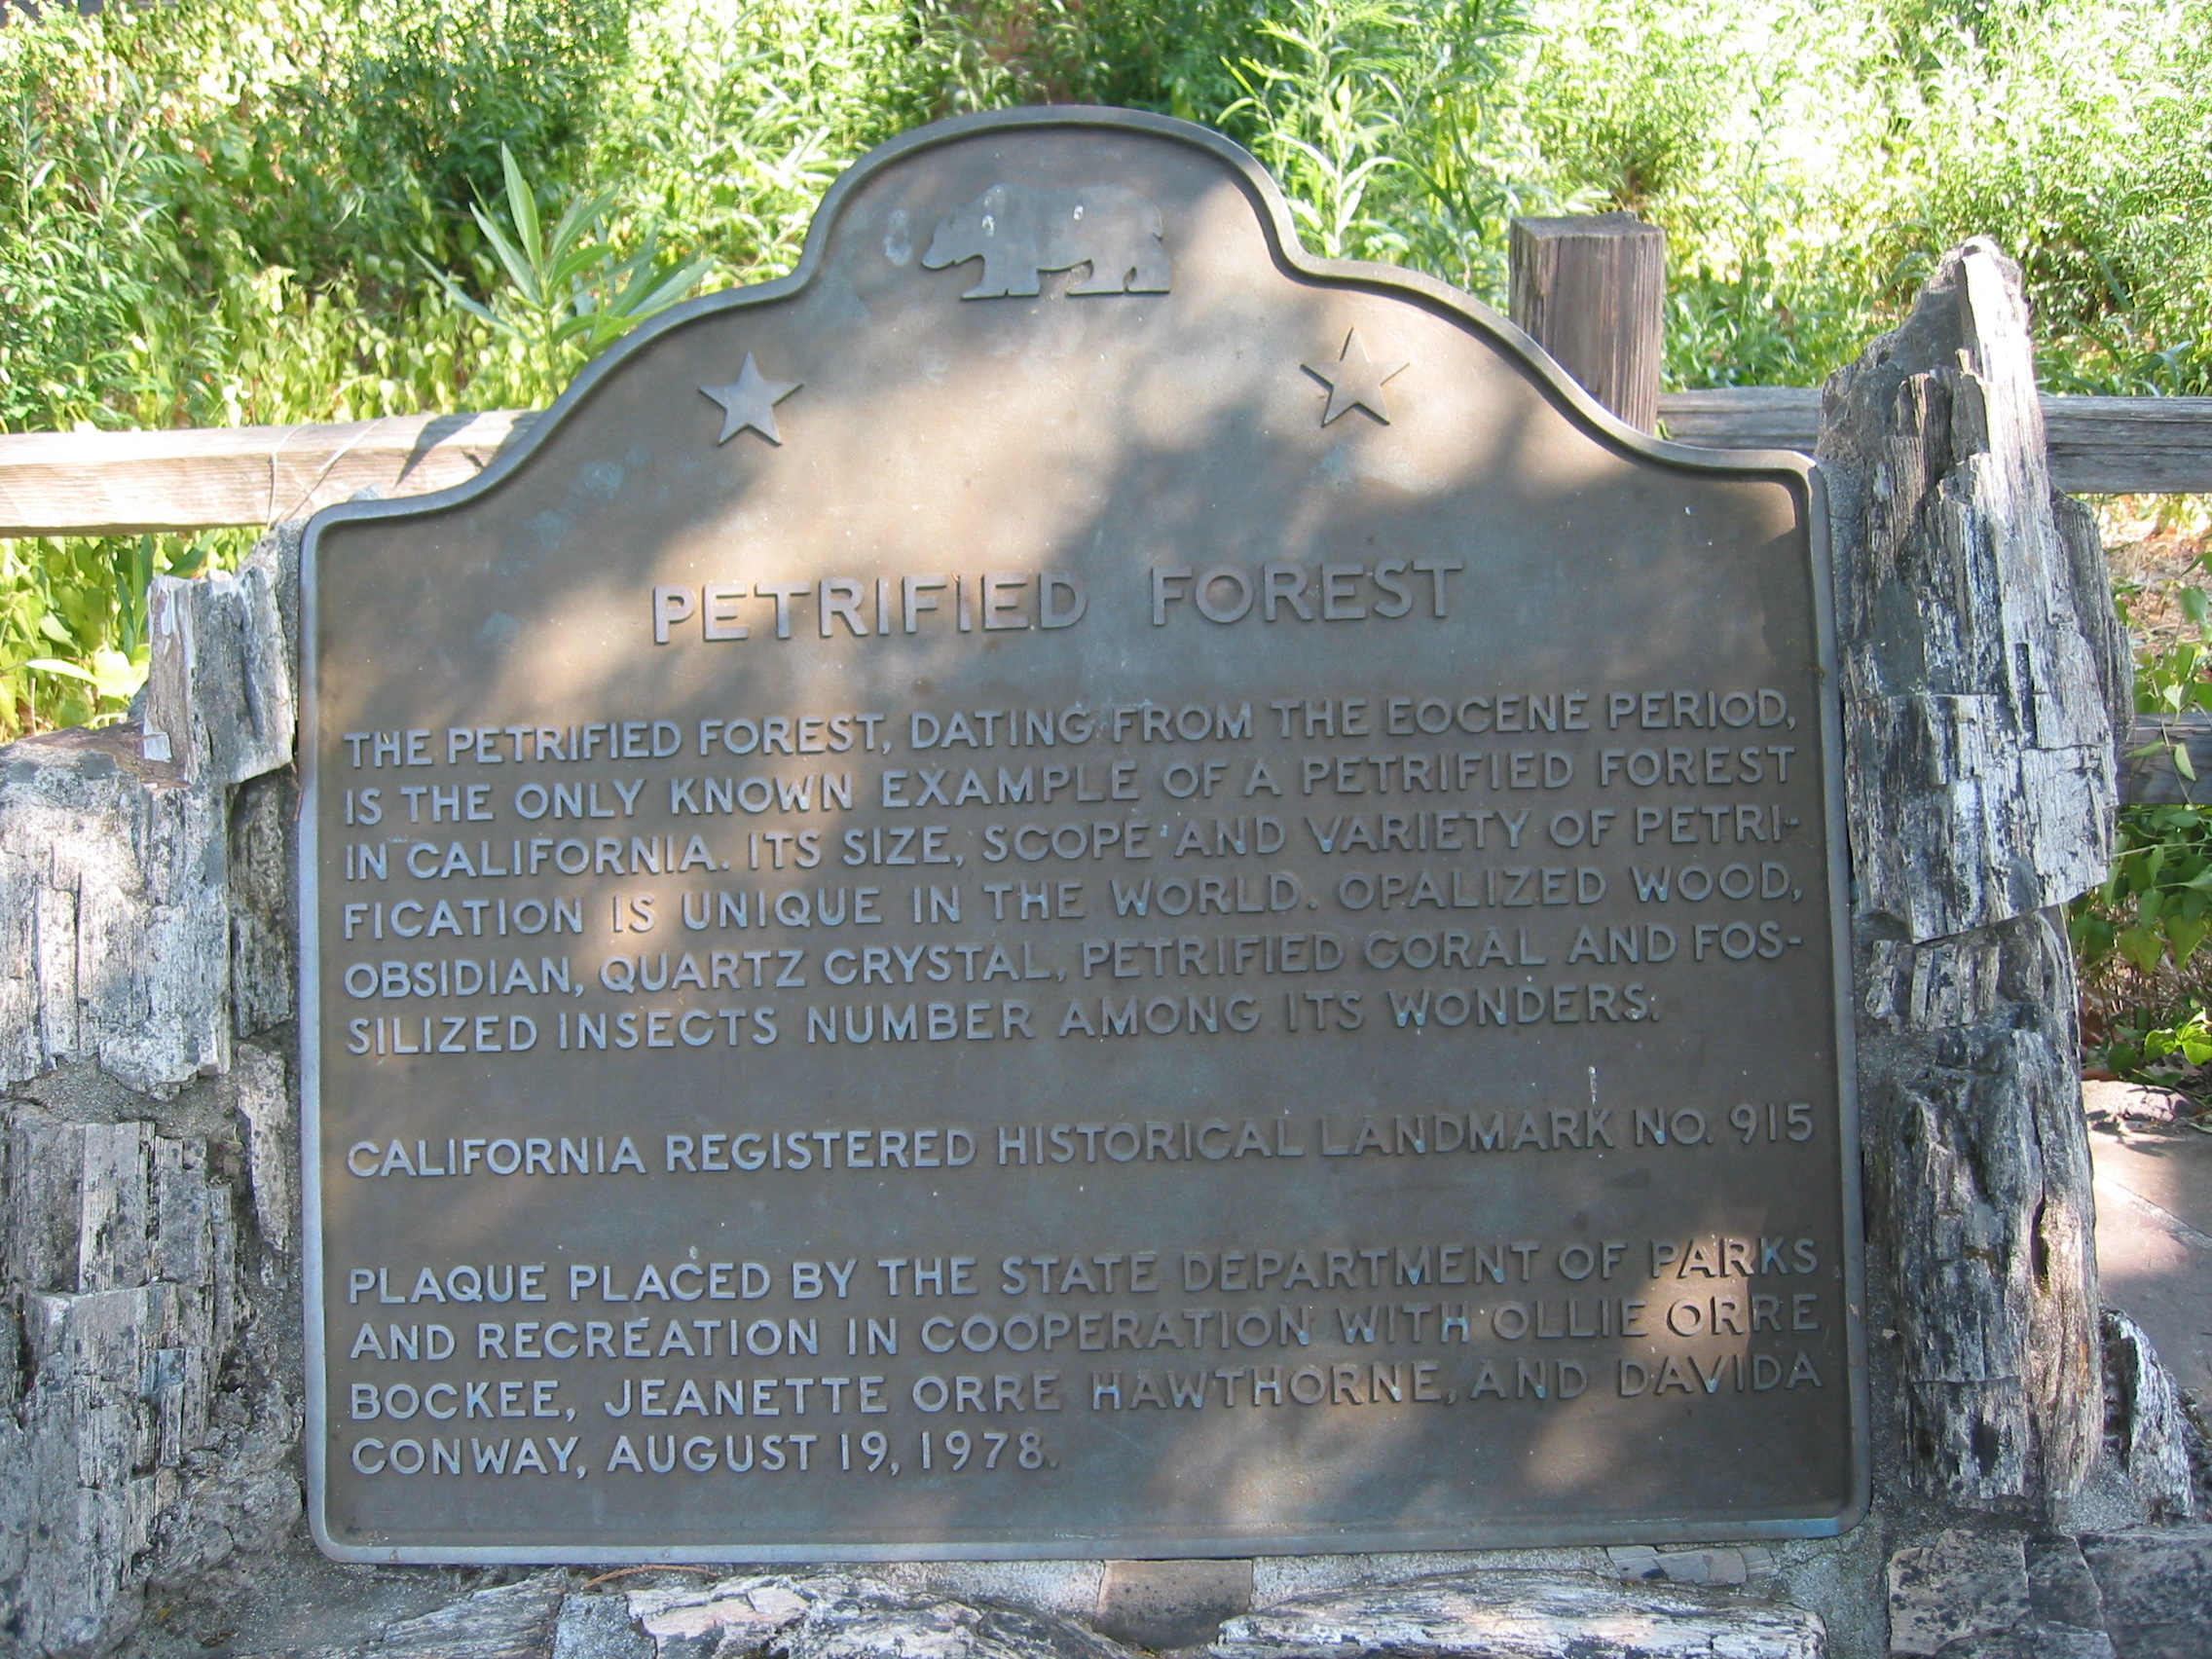 PETRIFIED FOREST
THE PETRIFIED FOREST, DATING FROM THE EOCENE PERIOD,
IS THE ONLY KNOWN EXAMPLE OF A PETRIFIED FOREST
IN CALIFORNIA. ITS SIZE, SCOPE AND VARIETY OF PETRI-
FICATION IS UNIQUE IN THE WORLD. OPALIZED WOOD,
OBSIDIAN, QUARTZ CRYSTAL, PETRIFIED CORAL AND FOS-
SILIZED INSECTS NUMBER AMONG ITS WONDERS.
CALIFORNIA REGISTERED HISTORICAL LANDMARK NO. 915
PLAQUE PLACED BY THE STATE DEPARTMENT OF PARKS
AND RECREATION IN COOPERATION WITH OLLIE ORRE
BOCKEE, JEANETTE ORRE HAWTHORNE, AND DAVIDA
CONWAY, AUGUST 19, 1978.